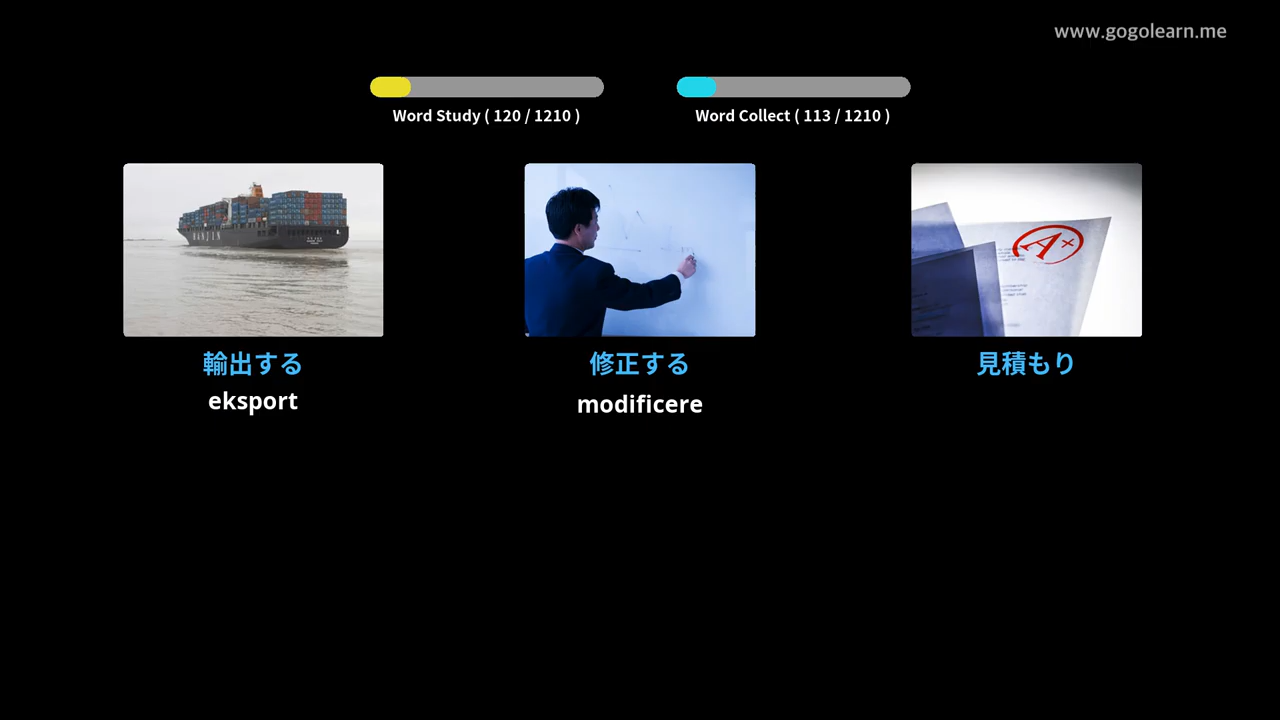 www.gogolearn.me
Word Study ( 120 / 1210 )
Word Collect ( 113 / 1210 )
HANJIN
A+
輸出する
修正する
見積もり
eksport
modificere